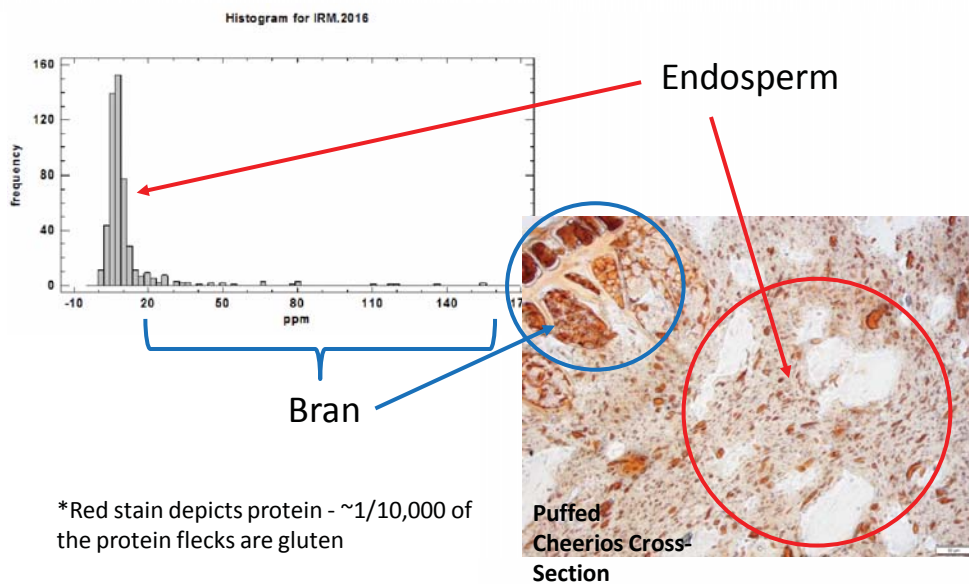 Histogram for IRM.2016
160
120
80
40
0
frequency
-10
20
50
80
110
140
ppm
Endosperm
Bran
*Red stain depicts protein - ~1/10,000 of
the protein flecks are gluten
Puffed
Cheerios Cross-
Section